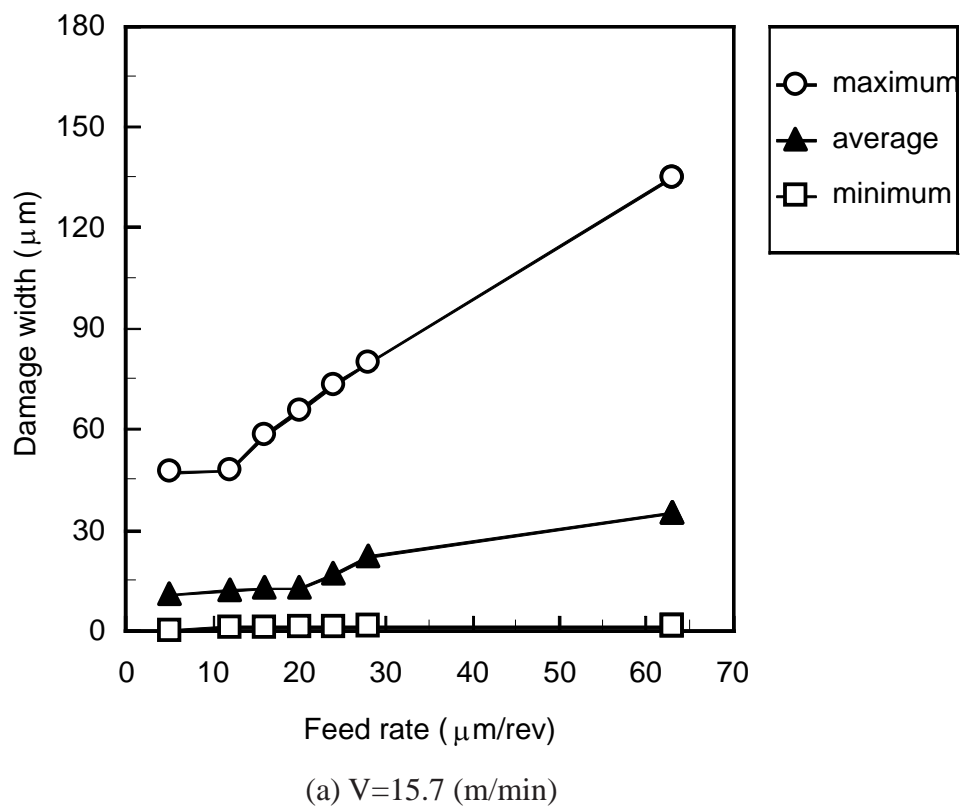 180
150
120
90
60
30
0
Damage width (μm)
0 10 20 30 40 50 60 70
Feed rate ( μm/rev)
maximum
average
minimum
(a) V=15.7 (m/min)